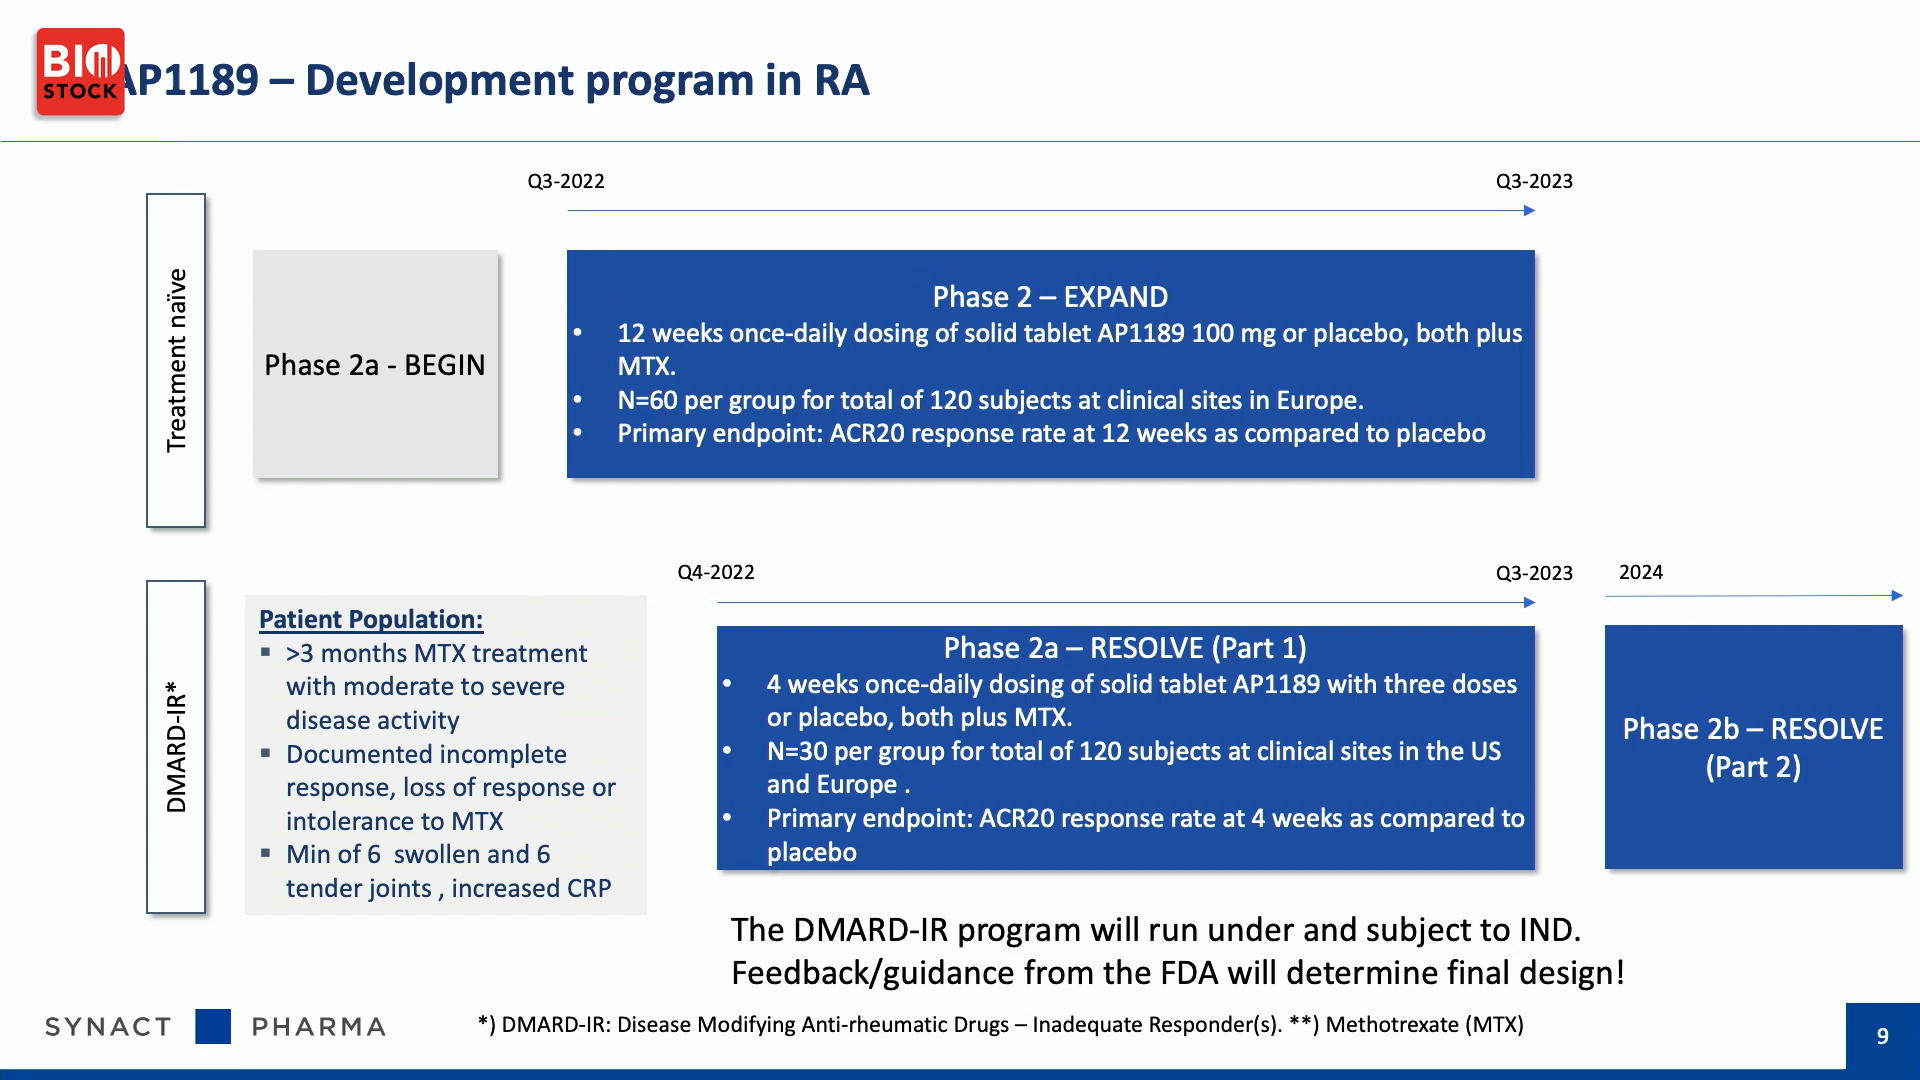 BIO
STOCK
AP1189 – Development program in RA
Q3-2022
Q3-2023
Treatment naïve
Phase 2a - BEGIN
Phase 2 – EXPAND
• 12 weeks once-daily dosing of solid tablet AP1189 100 mg or placebo, both plus
MTX.
• N=60 per group for total of 120 subjects at clinical sites in Europe.
• Primary endpoint: ACR20 response rate at 12 weeks as compared to placebo
DMARD-IR*
Patient Population:
▪ >3 months MTX treatment
with moderate to severe
disease activity
▪ Documented incomplete
response, loss of response or
intolerance to MTX
▪ Min of 6  swollen and 6
tender joints , increased CRP
Q4-2022
Q3-2023
2024
Phase 2a – RESOLVE (Part 1)
• 4 weeks once-daily dosing of solid tablet AP1189 with three doses
or placebo, both plus MTX.
• N=30 per group for total of 120 subjects at clinical sites in the US
and Europe .
• Primary endpoint: ACR20 response rate at 4 weeks as compared to
placebo
Phase 2b – RESOLVE
(Part 2)
The DMARD-IR program will run under and subject to IND.
Feedback/guidance from the FDA will determine final design!
SYNACT PHARMA
*) DMARD-IR: Disease Modifying Anti-rheumatic Drugs – Inadequate Responder(s). **) Methotrexate (MTX)
9